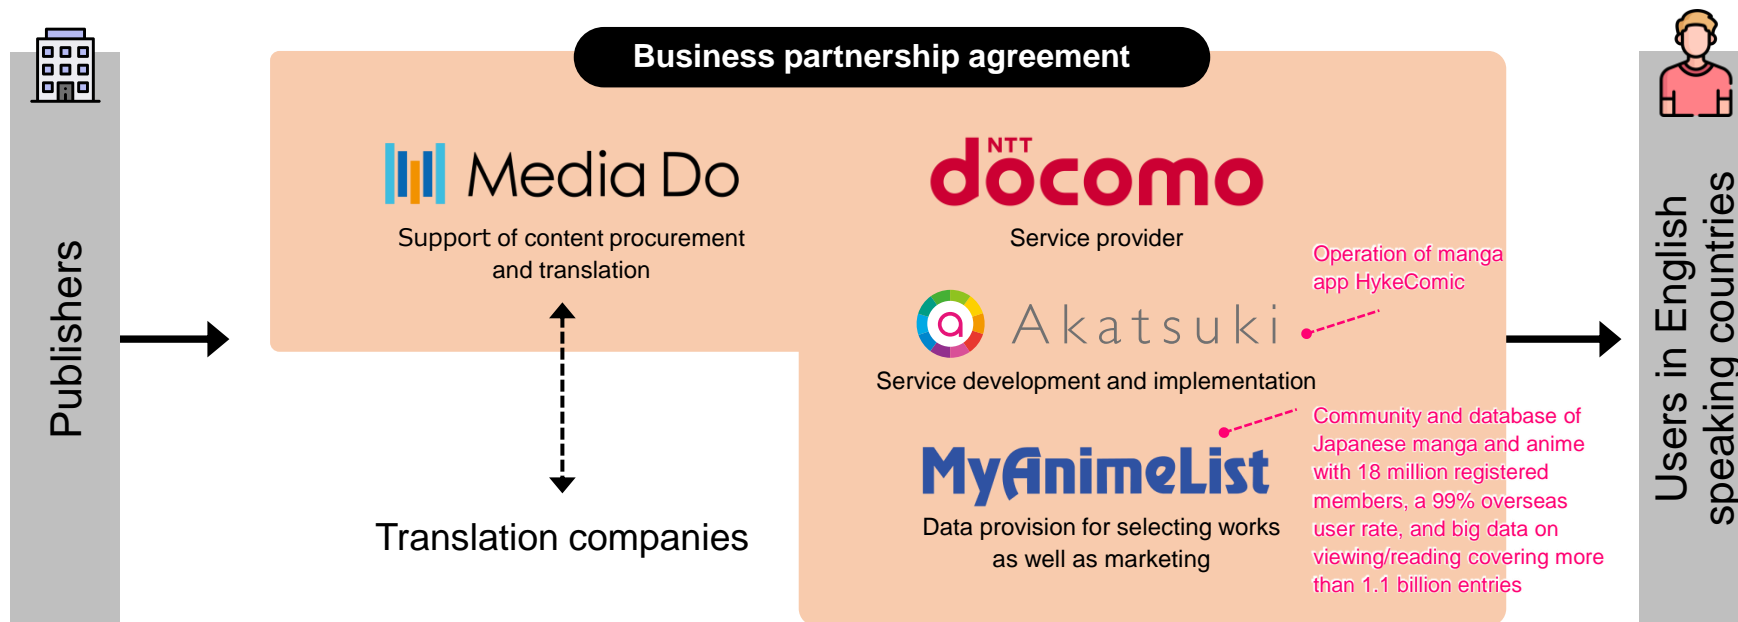 Business partnership agreement
Publishers
Media Do
Support of content procurement
and translation
Translation companies
NTT
docomo
Service provider
Operation of manga
app HykeComic
Akatsuki
Service development and implementation
MyAnimeList
Data provision for selecting works
as well as marketing
Community and database of
Japanese manga and anime
with 18 million registered
members, a 99% overseas
user rate, and big data on
viewing/reading covering more
than 1.1 billion entries
Users in English
speaking countries